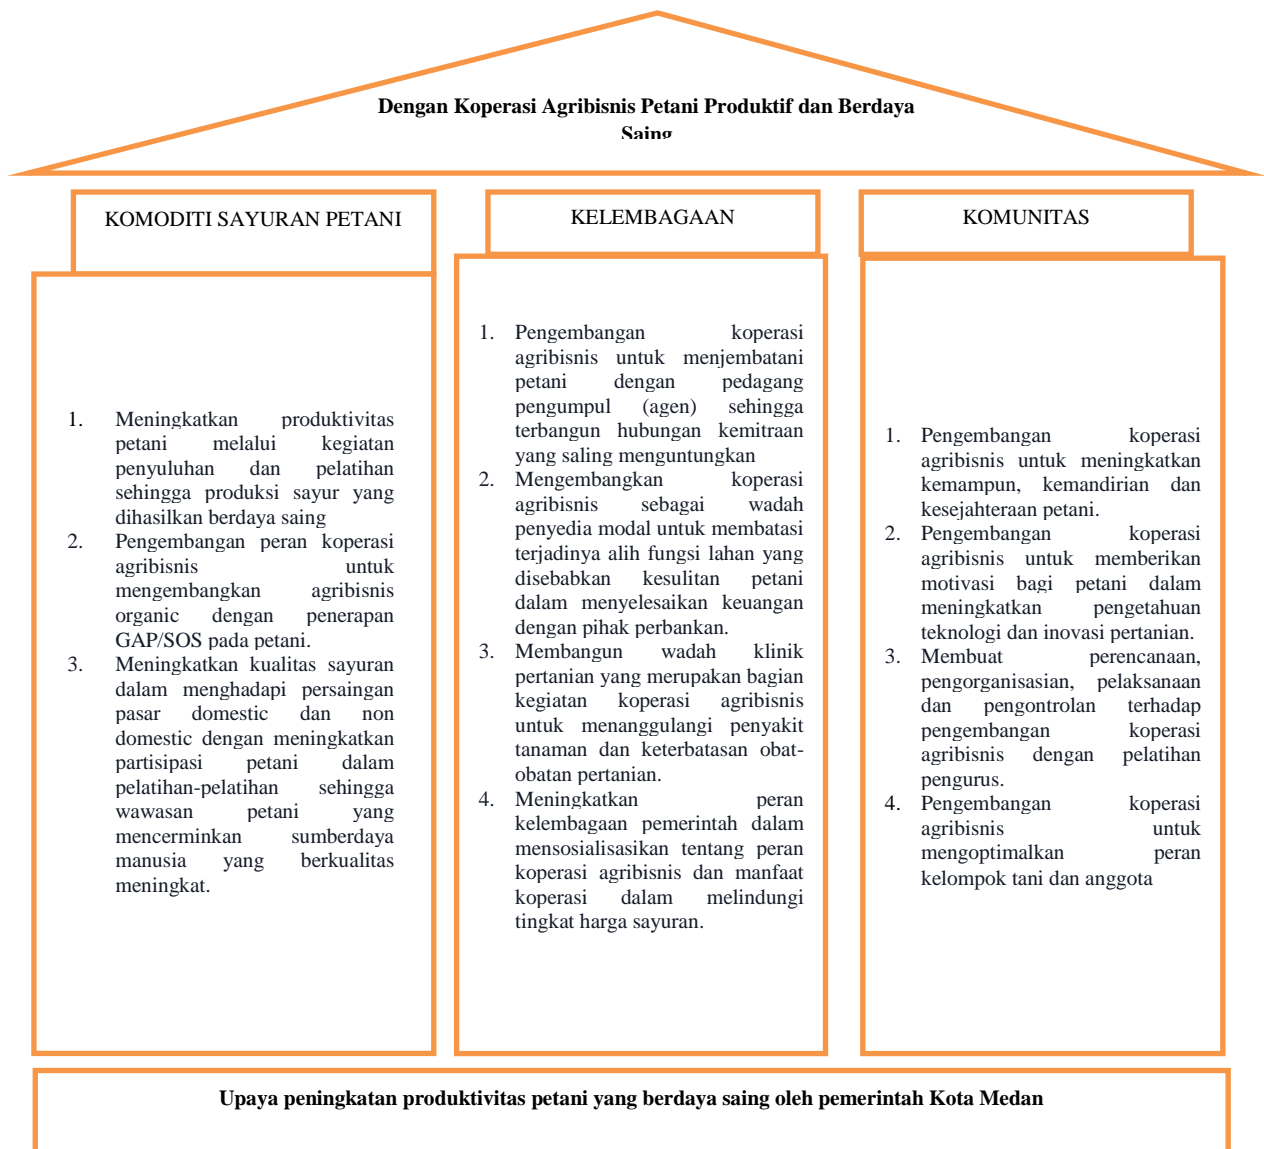 Dengan Koperasi Agribisnis Petani Produktif dan Berdaya
Saing
KOMODITI SAYURAN PETANI
1. Meningkatkan produktivitas
petani melalui kegiatan
penyuluhan dan pelatihan
sehingga produksi sayur yang
dihasilkan berdaya saing
2. Pengembangan peran koperasi
agribisnis untuk
mengembangkan agribisnis
organic dengan penerapan
GAP/SOS pada petani.
3. Meningkatkan kualitas sayuran
dalam menghadapi persaingan
pasar domestic dan non
domestic dengan meningkatkan
partisipasi petani dalam
pelatihan-pelatihan sehingga
wawasan petani yang
mencerminkan sumberdaya
manusia yang berkualitas
meningkat.
KELEMBAGAAN
1. Pengembangan koperasi
agribisnis untuk menjembatani
petani dengan pedagang
pengumpul (agen) sehingga
terbangun hubungan kemitraan
yang saling menguntungkan
2. Mengembangkan koperasi
agribisnis sebagai wadah
penyedia modal untuk membatasi
terjadinya alih fungsi lahan yang
disebabkan kesulitan petani
dalam menyelesaikan keuangan
dengan pihak perbankan.
3. Membangun wadah klinik
pertanian yang merupakan bagian
kegiatan koperasi agribisnis
untuk menanggulangi penyakit
tanaman dan keterbatasan obat-
obatan pertanian.
4. Meningkatkan peran
kelembagaan pemerintah dalam
mensosialisasikan tentang peran
koperasi agribisnis dan manfaat
koperasi dalam melindungi
tingkat harga sayuran.
KOMUNITAS
1. Pengembangan koperasi
agribisnis untuk meningkatkan
kemampun, kemandirian dan
kesejahteraan petani.
2. Pengembangan koperasi
agribisnis untuk memberikan
motivasi bagi petani dalam
meningkatkan pengetahuan
teknologi dan inovasi pertanian.
3. Membuat perencanaan,
pengorganisasian, pelaksanaan
dan pengontrolan terhadap
pengembangan koperasi
agribisnis dengan pelatihan
pengurus.
4. Pengembangan koperasi
agribisnis untuk
mengoptimalkan peran
kelompok tani dan anggota
Upaya peningkatan produktivitas petani yang berdaya saing oleh pemerintah Kota Medan